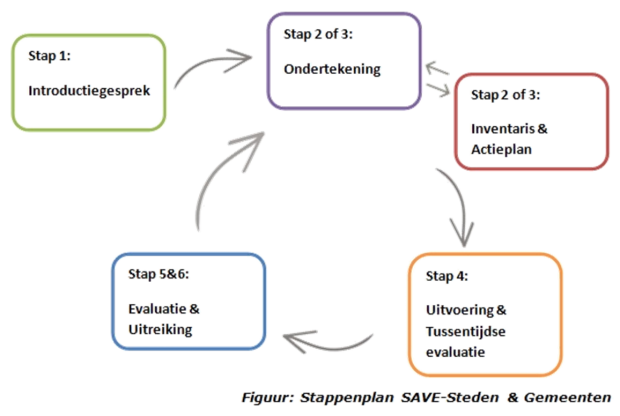 Stap 1:
Introductiegesprek
Stap 2 of 3:
Ondertekening
Stap 2 of 3:
Inventaris &
Actieplan
Stap 4:
Uitvoering &
Tussentijdse
evaluatie
Stap 5&6:
Evaluatie &
Uitreiking
Figuur: Stappenplan SAVE-Steden & Gemeenten